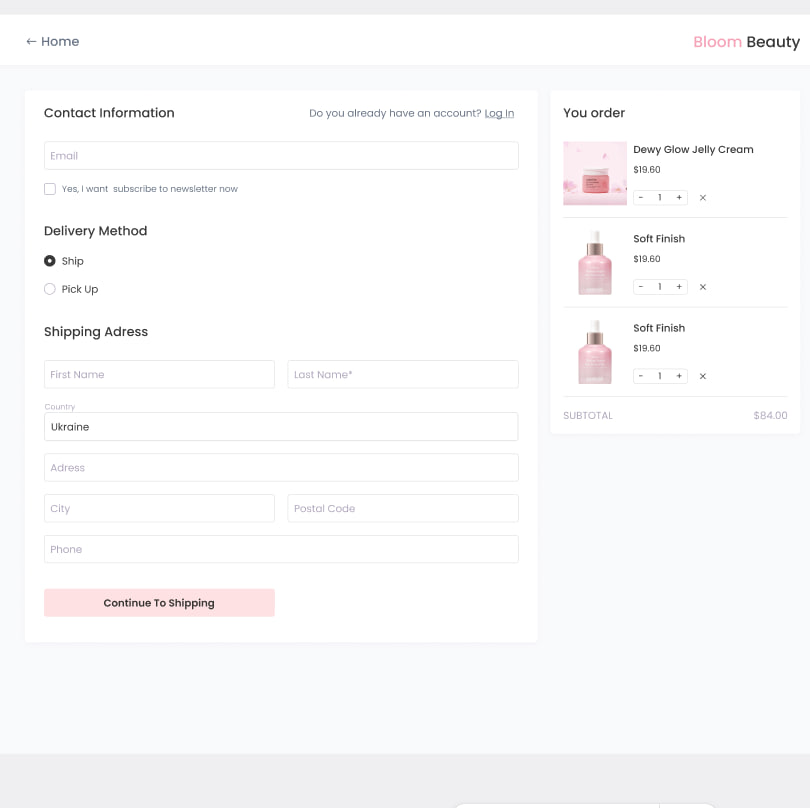 ← Home
Bloom Beauty
Contact Information
Do you already have an account? Log In
Email
Yes, I want subscribe to newsletter now
Delivery Method
Ship
Pick Up
Shipping Adress
First Name
Last Name*
Country
Ukraine
Adress
City
Postal Code
Phone
Continue To Shipping
You order
Dewy Glow Jelly Cream
$19.60
- 1 + ×
Soft Finish
$19.60
- 1 + ×
Soft Finish
$19.60
- 1 + ×
SUBTOTAL
$84.00